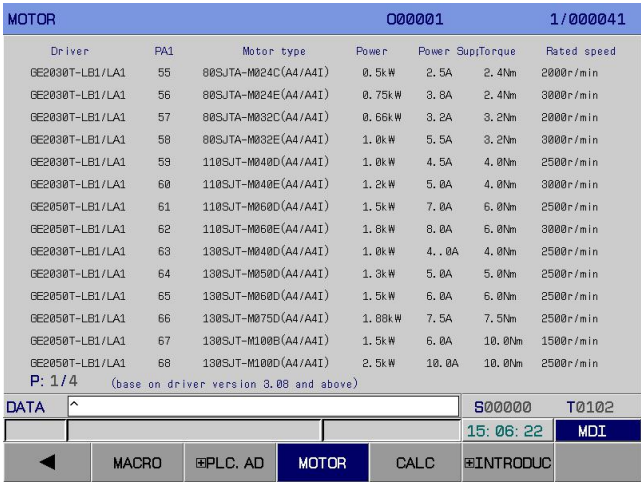 MOTOR O00001 1/000041
Driver PA1 Motor type Power Power SupTorque Rated speed
GE2030T-LB1/LA1 55 80SJTA-M024C(A4/A4I) 0.5kW 2.5A 2.4Nm 2000r/min
GE2030T-LB1/LA1 56 80SJTA-M024E(A4/A4I) 0.75kW 3.8A 2.4Nm 3000r/min
GE2030T-LB1/LA1 57 80SJTA-M032C(A4/A4I) 0.66kW 3.2A 3.2Nm 2000r/min
GE2030T-LB1/LA1 58 80SJTA-M032E(A4/A4I) 1.0kW 5.5A 3.2Nm 3000r/min
GE2030T-LB1/LA1 59 110SJT-M040D(A4/A4I) 1.0kW 4.5A 4.0Nm 2500r/min
GE2030T-LB1/LA1 60 110SJT-M040E(A4/A4I) 1.2kW 5.0A 4.0Nm 3000r/min
GE2050T-LB1/LA1 61 110SJT-M060D(A4/A4I) 1.5kW 7.0A 6.0Nm 2500r/min
GE2050T-LB1/LA1 62 110SJT-M060E(A4/A4I) 1.8kW 8.0A 6.0Nm 3000r/min
GE2030T-LB1/LA1 63 130SJT-M040D(A4/A4I) 1.0kW 4..0A 4.0Nm 2500r/min
GE2030T-LB1/LA1 64 130SJT-M050D(A4/A4I) 1.3kW 5.0A 5.0Nm 2500r/min
GE2050T-LB1/LA1 65 130SJT-M060D(A4/A4I) 1.5kW 6.0A 6.0Nm 2500r/min
GE2050T-LB1/LA1 66 130SJT-M075D(A4/A4I) 1.88kW 7.5A 7.5Nm 2500r/min
GE2050T-LB1/LA1 67 130SJT-M100B(A4/A4I) 1.5kW 6.0A 10.0Nm 1500r/min
GE2050T-LB1/LA1 68 130SJT-M100D(A4/A4I) 2.5kW 10.0A 10.0Nm 2500r/min
P: 1/4 (base on driver version 3.08 and above)
DATA ^ S00000 T0102
15:06:22 MDI
◀ MACRO ⊞PLC. AD MOTOR CALC ⊞INTRODUC